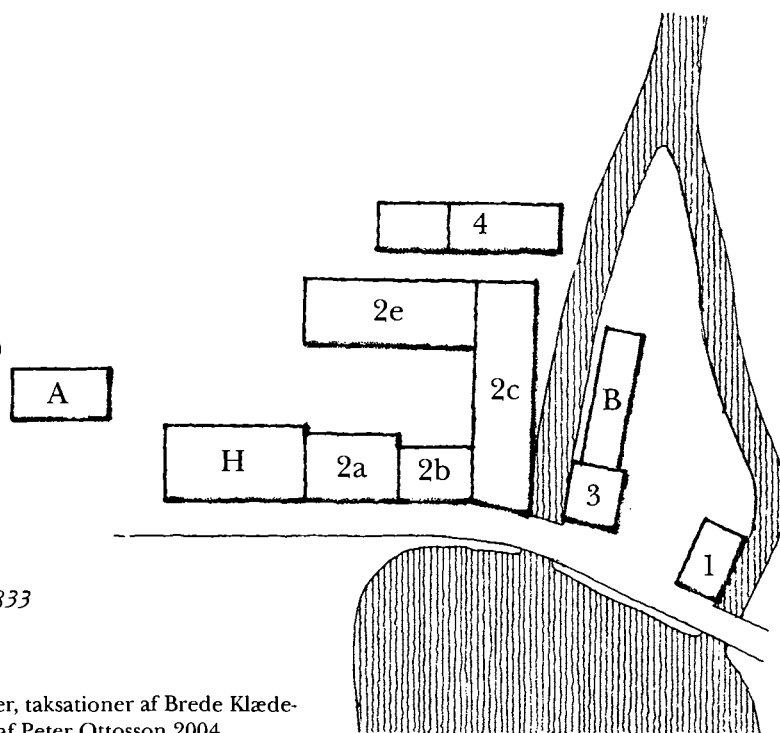 4
2e
A
2c
B
H
2a
2b
3
1
833
er, taksationer af Brede Klæde-
af Peter Ottosson 2004